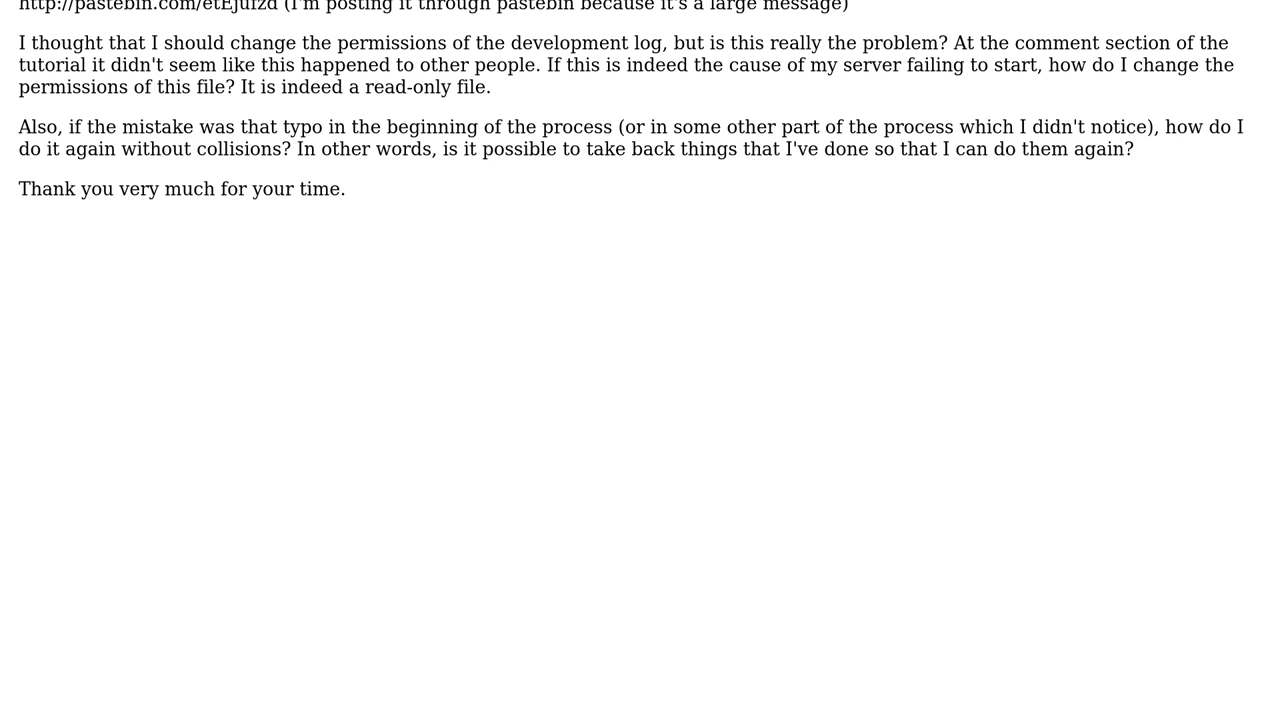 http://pastebin.com/etEjufzd (I'm posting it through pastebin because it's a large message)
I thought that I should change the permissions of the development log, but is this really the problem? At the comment section of the
tutorial it didn't seem like this happened to other people. If this is indeed the cause of my server failing to start, how do I change the
permissions of this file? It is indeed a read-only file.
Also, if the mistake was that typo in the beginning of the process (or in some other part of the process which I didn't notice), how do I
do it again without collisions? In other words, is it possible to take back things that I've done so that I can do them again?
Thank you very much for your time.